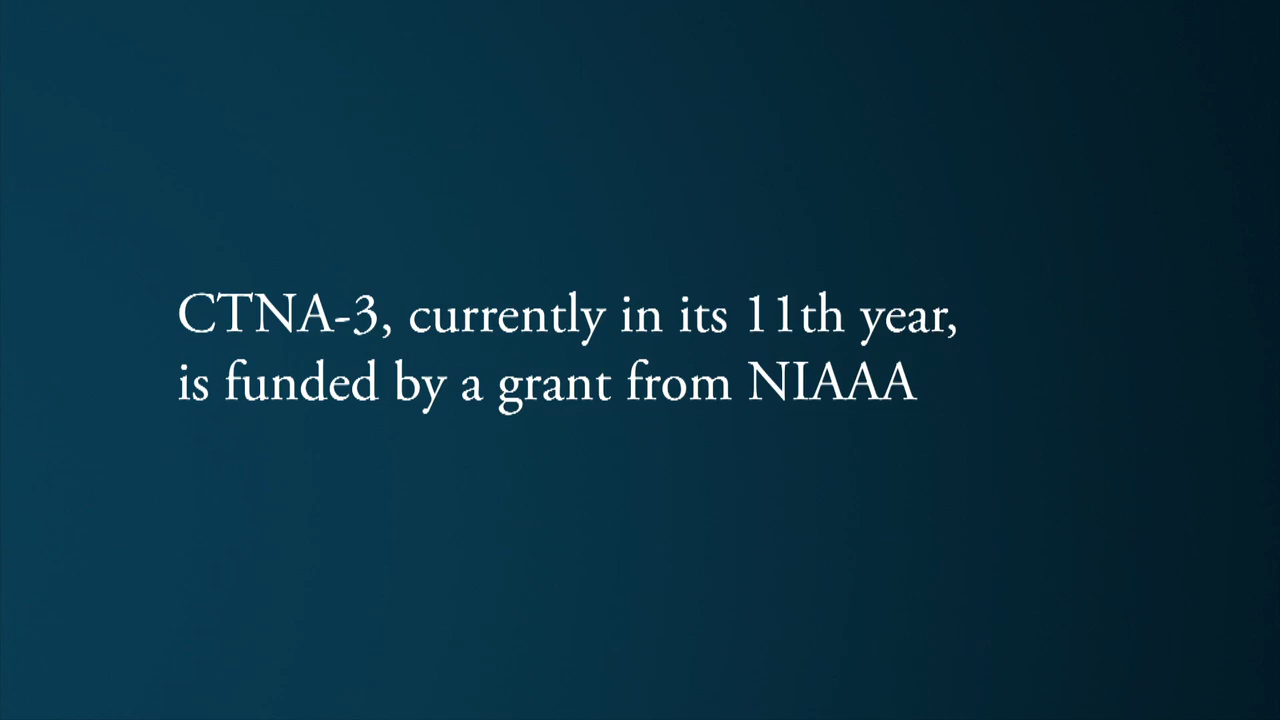 CTNA-3, currently in its 11th year,
is funded by a grant from NIAAA